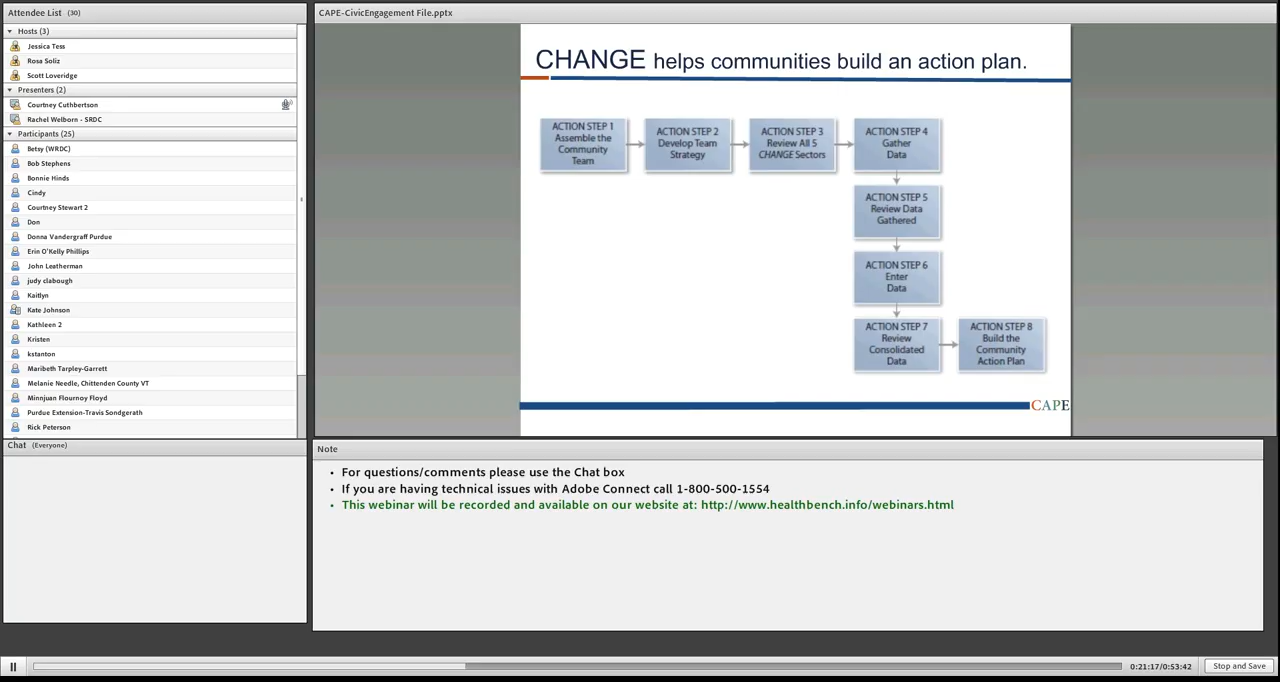 Attendee List (30)
Hosts (3)
Jessica Tess
Rosa Soliz
Scott Loveridge
Presenters (2)
Courtney Cuthbertson
Rachel Welborn - SRDC
Participants (25)
Betsy (WRDC)
Bob Stephens
Bonnie Hinds
Cindy
Courtney Stewart 2
Don
Donna Vandergraff Purdue
Erin O'Kelly Phillips
John Leatherman
judy clabough
Kaitlyn
Kate Johnson
Kathleen 2
Kristen
kstanton
Maribeth Tarpley-Garrett
Melanie Needle, Chittenden County VT
Minnjuan Flournoy Floyd
Purdue Extension-Travis Sondgerath
Rick Peterson
Chat (Everyone)
CAPE-CivicEngagement File.pptx
CHANGE helps communities build an action plan.
ACTION STEP 1
Assemble the
Community
Team
ACTION STEP 2
Develop Team
Strategy
ACTION STEP 3
Review All 5
CHANGE Sectors
ACTION STEP 4
Gather
Data
ACTION STEP 5
Review Data
Gathered
ACTION STEP 6
Enter
Data
ACTION STEP 7
Review
Consolidated
Data
ACTION STEP 8
Build the
Community
Action Plan
CAPE
Note
• For questions/comments please use the Chat box
• If you are having technical issues with Adobe Connect call 1-800-500-1554
• This webinar will be recorded and available on our website at: http://www.healthbench.info/webinars.html
0:21:17/0:53:42
Stop and Save